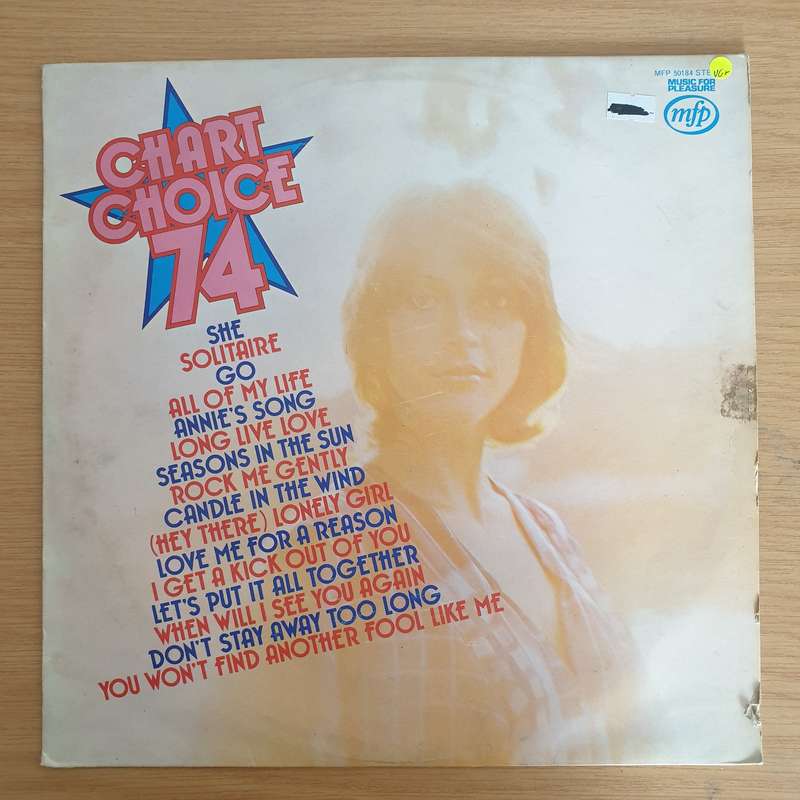 MFP 50184 STE
VG+
MUSIC FOR
PLEASURE
mfp
CHART
CHOICE
74
SHE
SOLITAIRE
GO
ALL OF MY LIFE
ANNIE'S SONG
LONG LIVE LOVE
SEASONS IN THE SUN
ROCK ME GENTLY
CANDLE IN THE WIND
(HEY THERE) LONELY GIRL
LOVE ME FOR A REASON
I GET A KICK OUT OF YOU
LET'S PUT IT ALL TOGETHER
WHEN WILL I SEE YOU AGAIN
DON'T STAY AWAY TOO LONG
YOU WON'T FIND ANOTHER FOOL LIKE ME